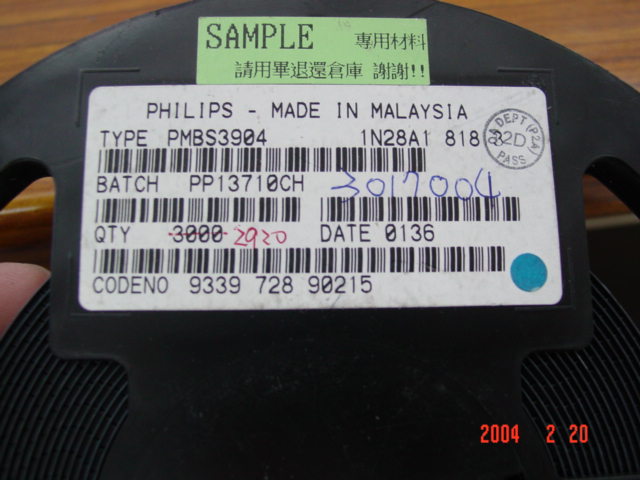 SAMPLE 專用材料
請用畢退還倉庫 謝謝!!
PHILIPS - MADE IN MALAYSIA
TYPE PMBS3904 1N28A1 818
QA DEPT (P2A)
82D
PASS
BATCH PP13710CH 3017004
QTY 3000 2920 DATE 0136
CODENO 9339 728 90215
2004 2 20